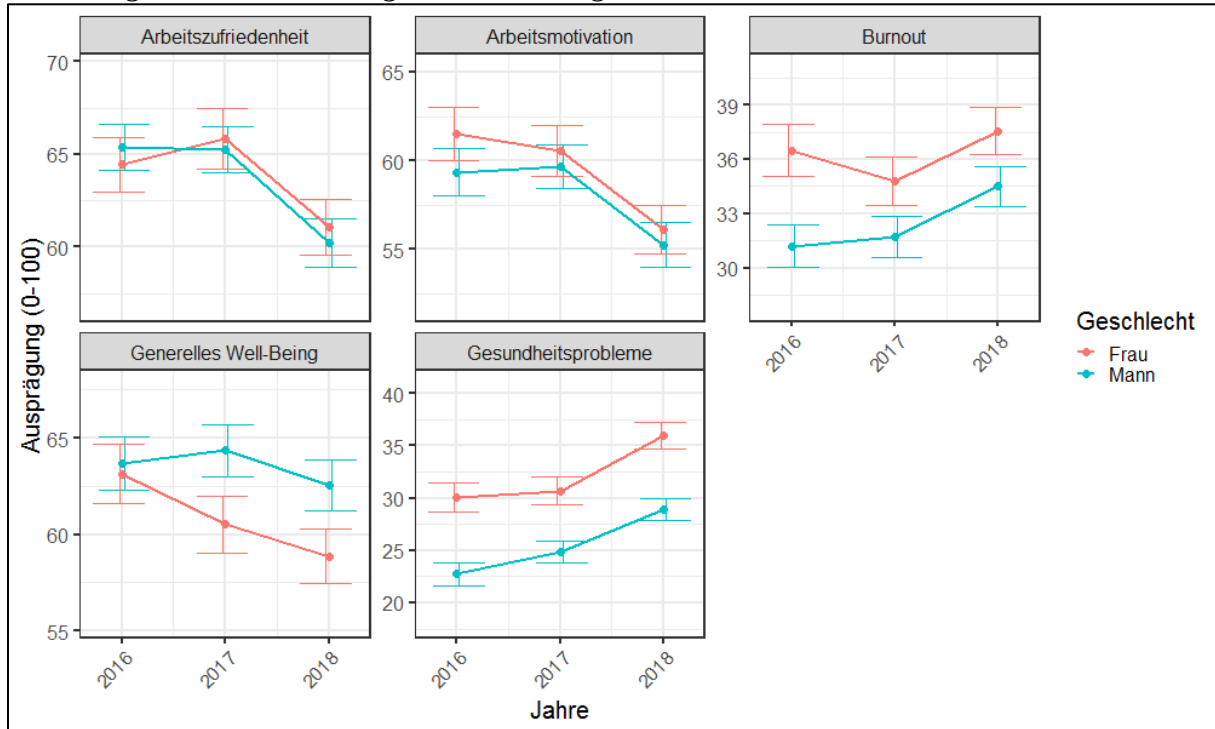 Arbeitszufriedenheit
Arbeitsmotivation
Burnout
70
65
60
65
60
55
39
36
33
30
2016
2017
2018
Generelles Well-Being
Gesundheitsprobleme
65
60
55
40
35
30
25
20
2016
2017
2018
2016
2017
2018
Ausprägung (0-100)
Jahre
Geschlecht
Frau
Mann